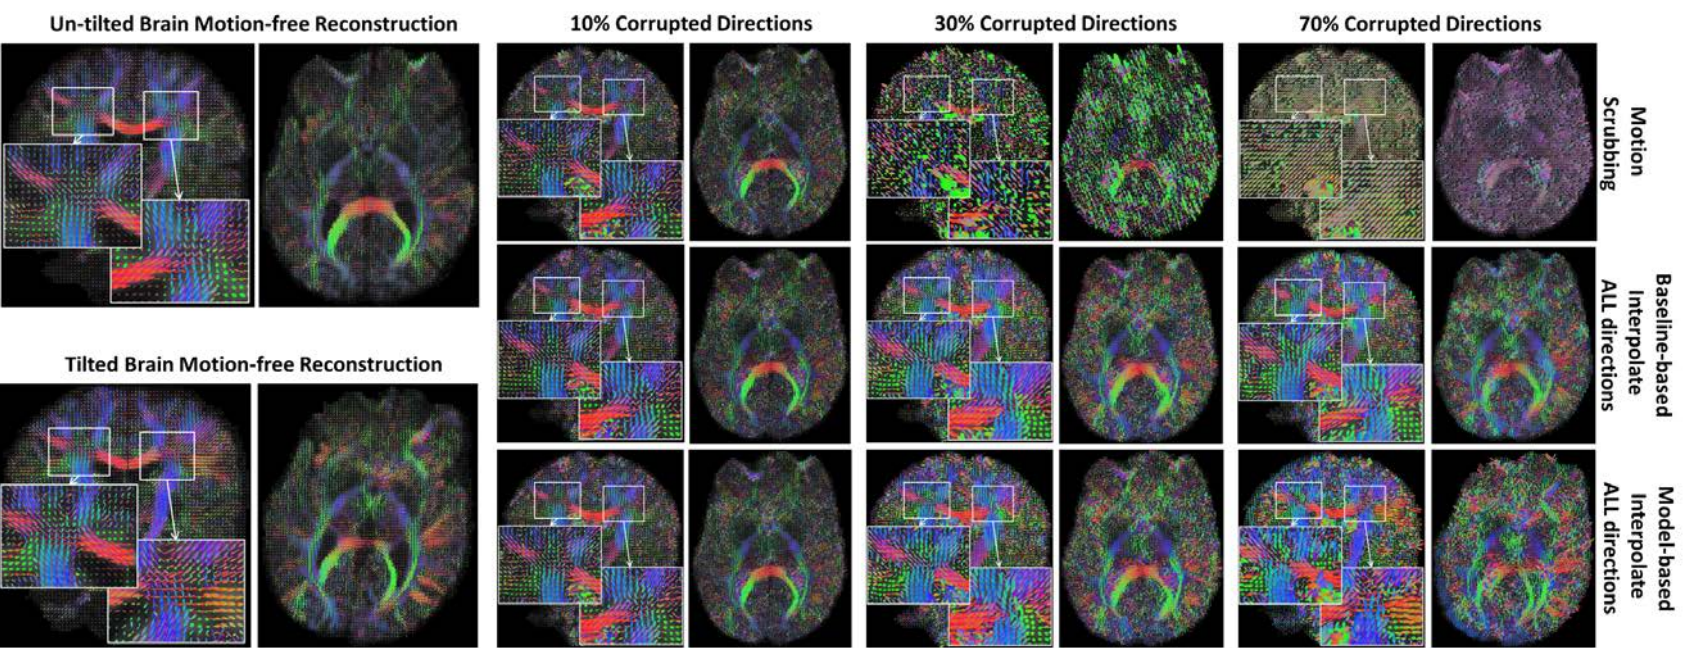 Un-tilted Brain Motion-free Reconstruction
10% Corrupted Directions
30% Corrupted Directions
70% Corrupted Directions
Motion
Scrubbing
Baseline-based
Interpolate
ALL directions
Tilted Brain Motion-free Reconstruction
Model-based
Interpolate
ALL directions